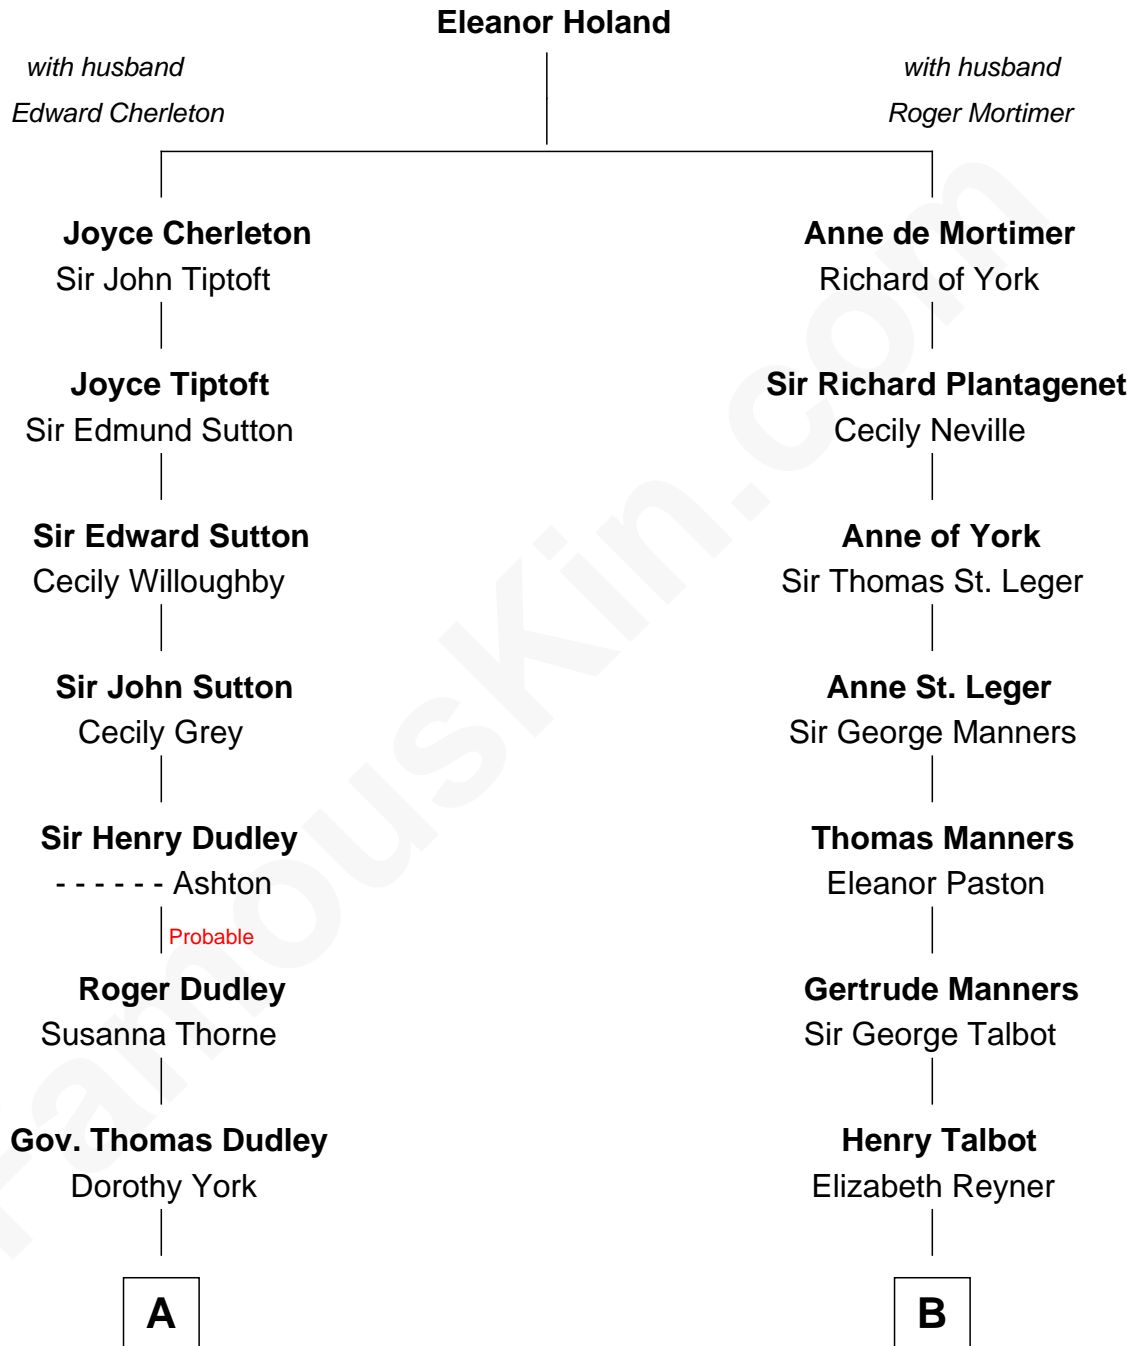 Eleanor Holand
with husband
Edward Cherleton
with husband
Roger Mortimer
Joyce Cherleton
Sir John Tiptoft
Anne de Mortimer
Richard of York
Joyce Tiptoft
Sir Edmund Sutton
Sir Richard Plantagenet
Cecily Neville
Sir Edward Sutton
Cecily Willoughby
Anne of York
Sir Thomas St. Leger
Sir John Sutton
Cecily Grey
Anne St. Leger
Sir George Manners
Sir Henry Dudley
- - - - - - Ashton
Thomas Manners
Eleanor Paston
Probable
Roger Dudley
Susanna Thorne
Gertrude Manners
Sir George Talbot
Gov. Thomas Dudley
Dorothy York
Henry Talbot
Elizabeth Reyner
A
B
FamousKin.com